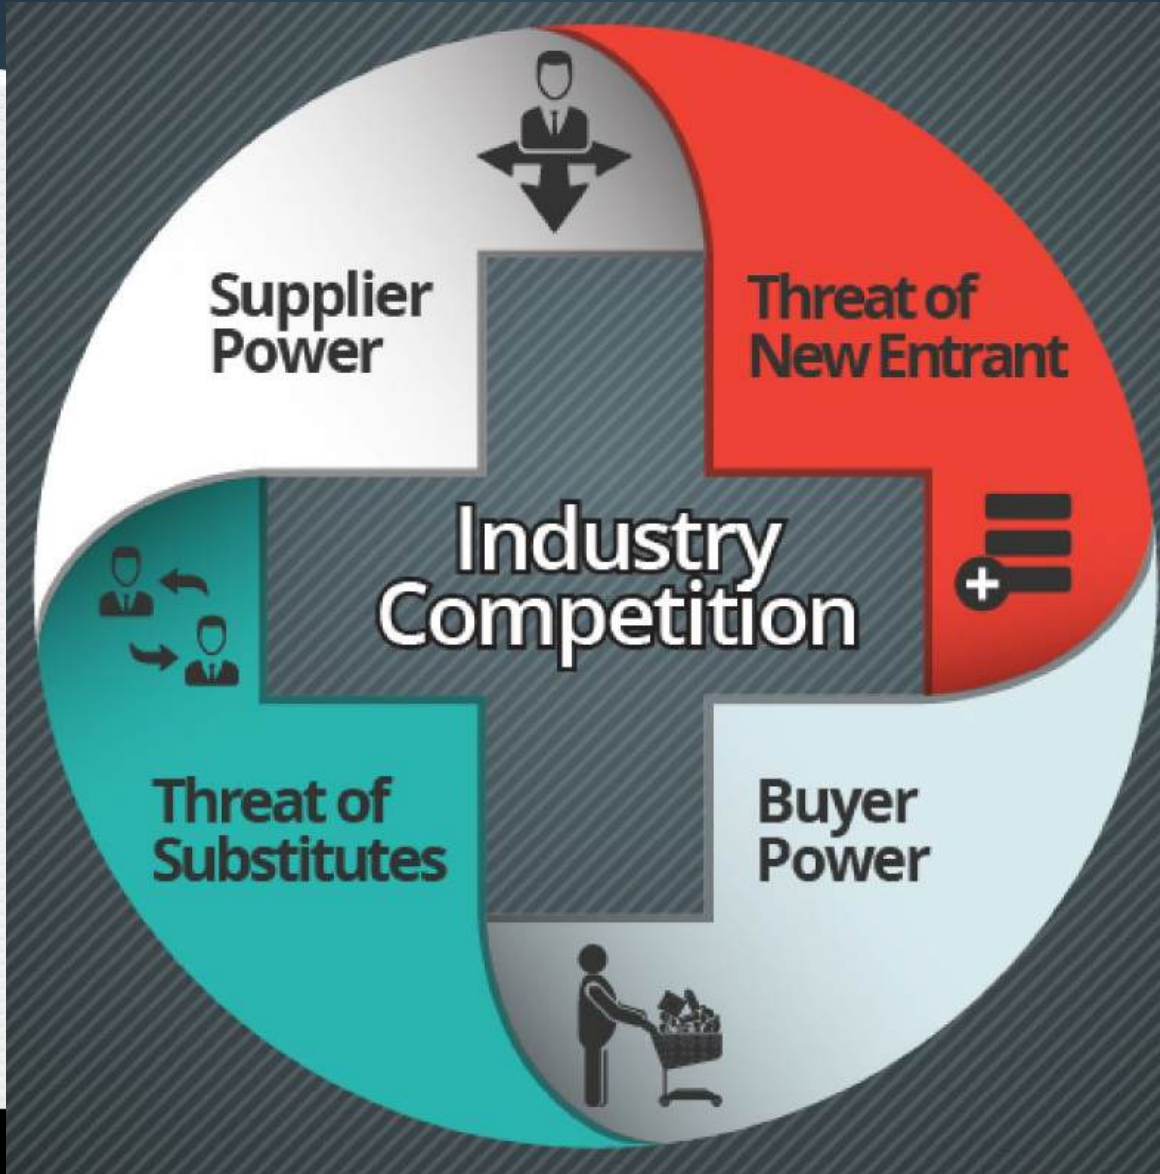 Supplier
Power
Threat of
New Entrant
Industry
Competition
Threat of
Substitutes
Buyer
Power